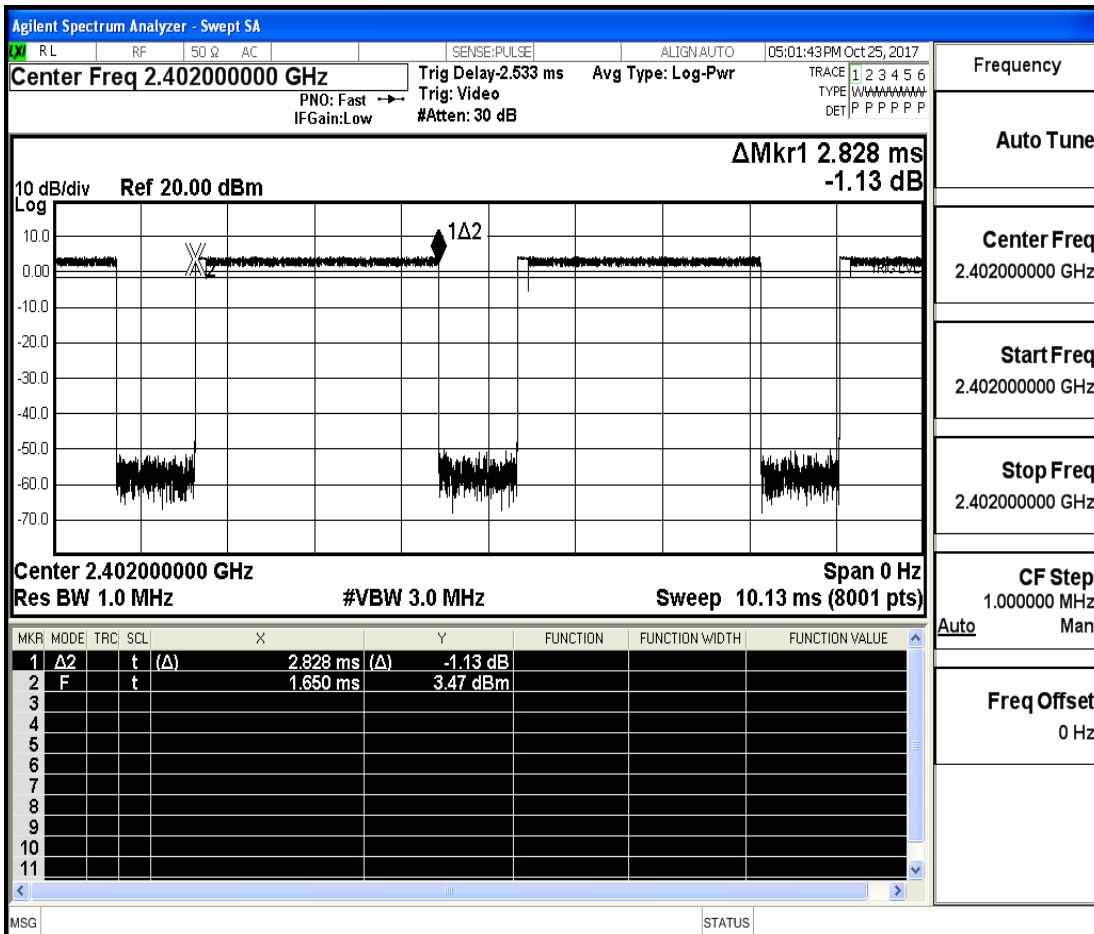 Agilent Spectrum Analyzer - Swept SA
LXI RL RF 50 Ω AC SENSE:PULSE ALIGN AUTO 05:01:43 PM Oct 25, 2017
Center Freq 2.402000000 GHz
PNO: Fast
IFGain:Low
Trig Delay-2.533 ms
Trig: Video
#Atten: 30 dB
Avg Type: Log-Pwr
TRACE 1 2 3 4 5 6
TYPE WWWWWW
DET P P P P P P
ΔMkr1 2.828 ms
-1.13 dB
10 dB/div Ref 20.00 dBm
Log
10.0
0.00
-10.0
-20.0
-30.0
-40.0
-50.0
-60.0
-70.0
1Δ2
2
TRIG LVL
Center 2.402000000 GHz Span 0 Hz
Res BW 1.0 MHz #VBW 3.0 MHz Sweep 10.13 ms (8001 pts)
MKR MODE TRC SCL X Y FUNCTION FUNCTION WIDTH FUNCTION VALUE
1 Δ2 t (Δ) 2.828 ms (Δ) -1.13 dB
2 F t 1.650 ms 3.47 dBm
3
4
5
6
7
8
9
10
11
MSG STATUS
Frequency
Auto Tune
Center Freq
2.402000000 GHz
Start Freq
2.402000000 GHz
Stop Freq
2.402000000 GHz
CF Step
1.000000 MHz
Auto Man
Freq Offset
0 Hz